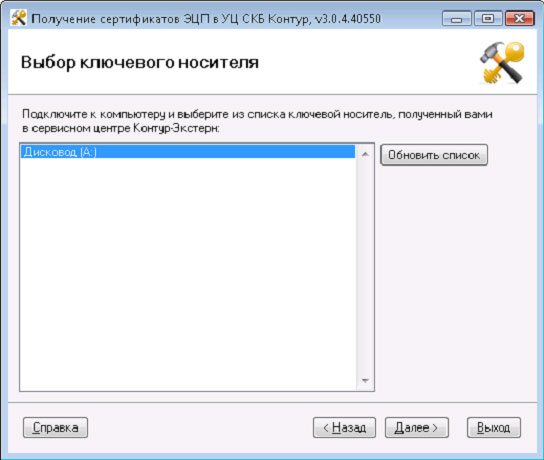 Получение сертификатов ЭЦП в УЦ СКБ Контур, v3.0.4.40550
Выбор ключевого носителя
Подключите к компьютеру и выберите из списка ключевой носитель, полученный вами
в сервисном центре Контур-Экстерн:
Дисковод (A:)
Обновить список
Справка
< Назад
Далее >
Выход